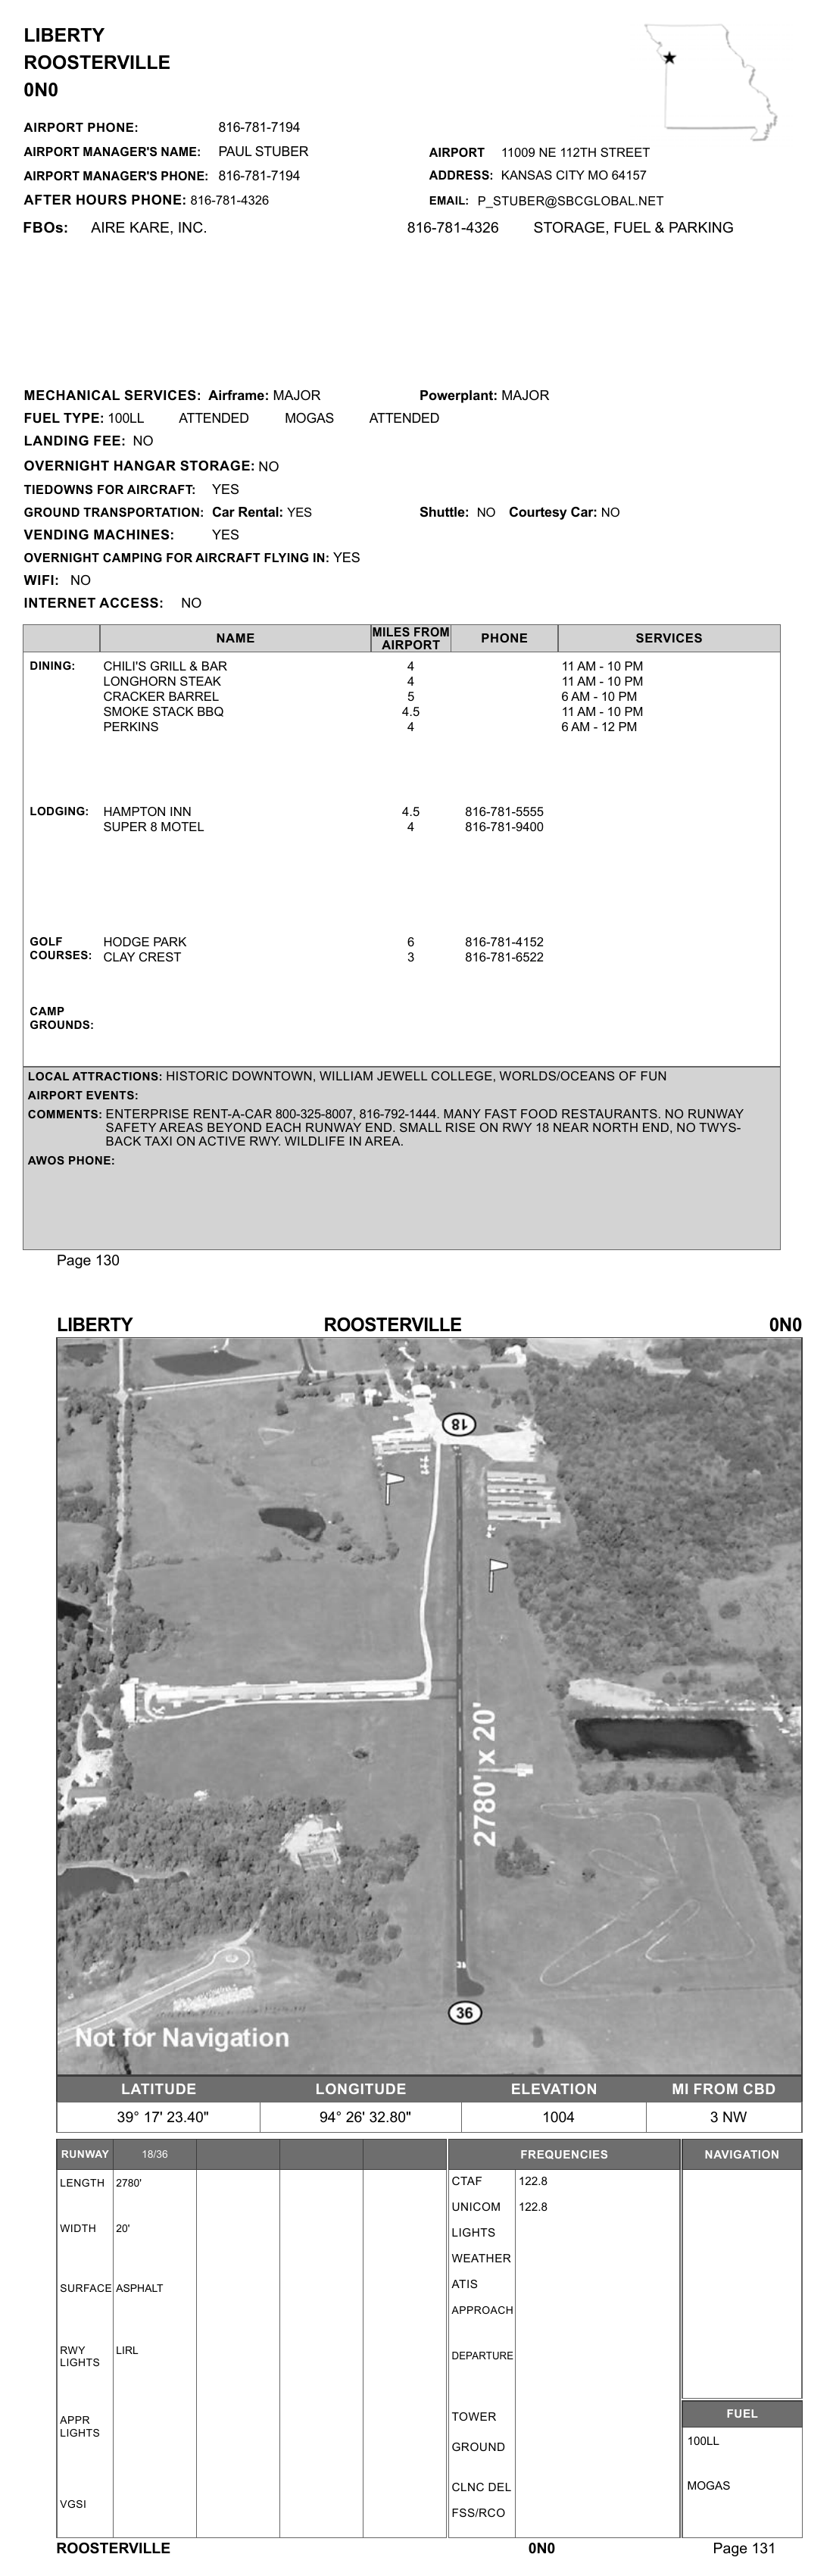 LIBERTY
ROOSTERVILLE
0N0
AIRPORT PHONE: 816-781-7194
AIRPORT MANAGER'S NAME: PAUL STUBER
AIRPORT MANAGER'S PHONE: 816-781-7194
AFTER HOURS PHONE: 816-781-4326
AIRPORT 11009 NE 112TH STREET
ADDRESS: KANSAS CITY MO 64157
EMAIL: P_STUBER@SBCGLOBAL.NET
FBOs: AIRE KARE, INC. 816-781-4326 STORAGE, FUEL & PARKING
MECHANICAL SERVICES: Airframe: MAJOR Powerplant: MAJOR
FUEL TYPE: 100LL ATTENDED MOGAS ATTENDED
LANDING FEE: NO
OVERNIGHT HANGAR STORAGE: NO
TIEDOWNS FOR AIRCRAFT: YES
GROUND TRANSPORTATION: Car Rental: YES Shuttle: NO Courtesy Car: NO
VENDING MACHINES: YES
OVERNIGHT CAMPING FOR AIRCRAFT FLYING IN: YES
WIFI: NO
INTERNET ACCESS: NO
NAME MILES FROM AIRPORT PHONE SERVICES
DINING: CHILI'S GRILL & BAR 4 11 AM - 10 PM
LONGHORN STEAK 4 11 AM - 10 PM
CRACKER BARREL 5 6 AM - 10 PM
SMOKE STACK BBQ 4.5 11 AM - 10 PM
PERKINS 4 6 AM - 12 PM
LODGING: HAMPTON INN 4.5 816-781-5555
SUPER 8 MOTEL 4 816-781-9400
GOLF COURSES: HODGE PARK 6 816-781-4152
CLAY CREST 3 816-781-6522
CAMP
GROUNDS:
LOCAL ATTRACTIONS: HISTORIC DOWNTOWN, WILLIAM JEWELL COLLEGE, WORLDS/OCEANS OF FUN
AIRPORT EVENTS:
COMMENTS: ENTERPRISE RENT-A-CAR 800-325-8007, 816-792-1444. MANY FAST FOOD RESTAURANTS. NO RUNWAY
SAFETY AREAS BEYOND EACH RUNWAY END. SMALL RISE ON RWY 18 NEAR NORTH END, NO TWYS-
BACK TAXI ON ACTIVE RWY. WILDLIFE IN AREA.
AWOS PHONE:
Page 130
LIBERTY ROOSTERVILLE 0N0
18
2780' x 20'
36
Not for Navigation
LATITUDE LONGITUDE ELEVATION MI FROM CBD
39° 17' 23.40" 94° 26' 32.80" 1004 3 NW
RUNWAY 18/36
LENGTH 2780'
WIDTH 20'
SURFACE ASPHALT
RWY LIGHTS LIRL
APPR
LIGHTS
VGSI
FREQUENCIES
CTAF 122.8
UNICOM 122.8
LIGHTS
WEATHER
ATIS
APPROACH
DEPARTURE
TOWER
GROUND
CLNC DEL
FSS/RCO
NAVIGATION
FUEL
100LL
MOGAS
ROOSTERVILLE 0N0 Page 131